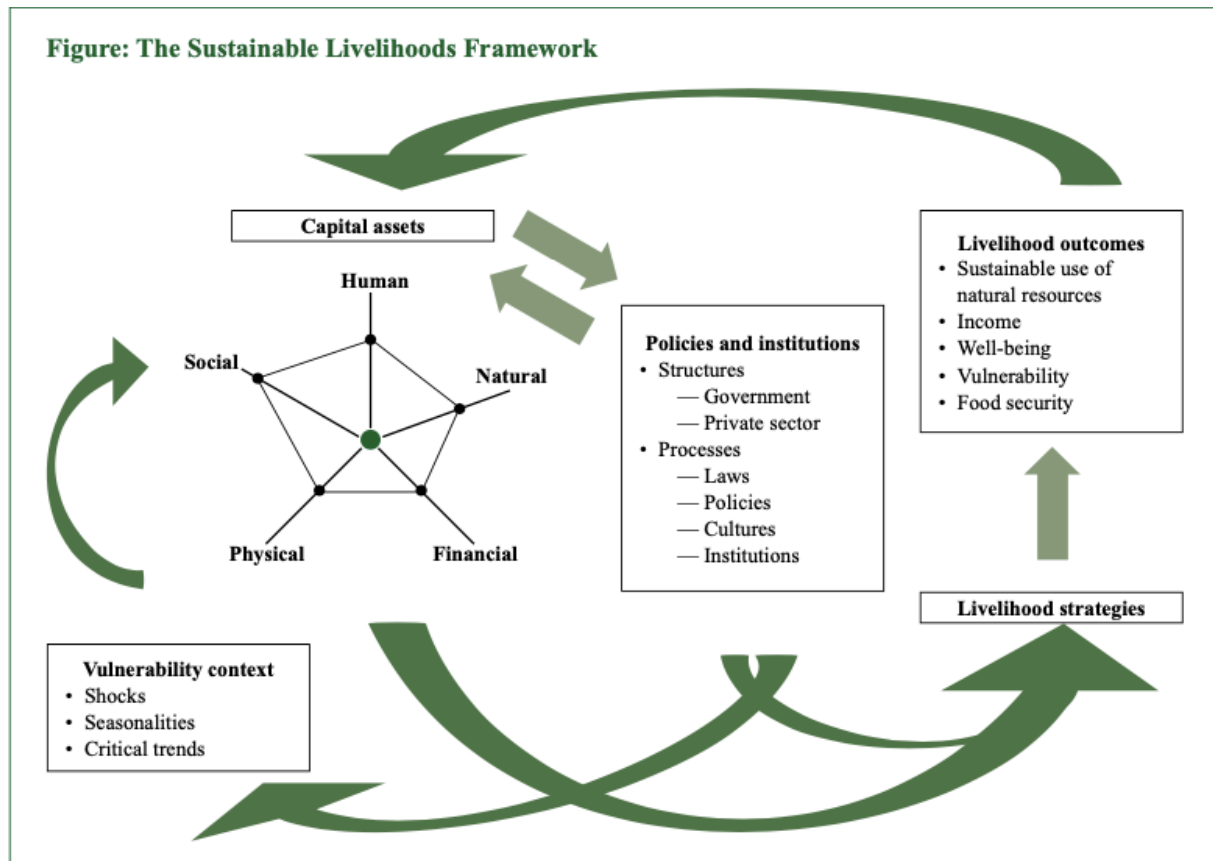 Figure: The Sustainable Livelihoods Framework
Capital assets
Human
Social
Natural
Physical
Financial
Policies and institutions
• Structures
— Government
— Private sector
• Processes
— Laws
— Policies
— Cultures
— Institutions
Livelihood outcomes
• Sustainable use of
natural resources
• Income
• Well-being
• Vulnerability
• Food security
Livelihood strategies
Vulnerability context
• Shocks
• Seasonalities
• Critical trends